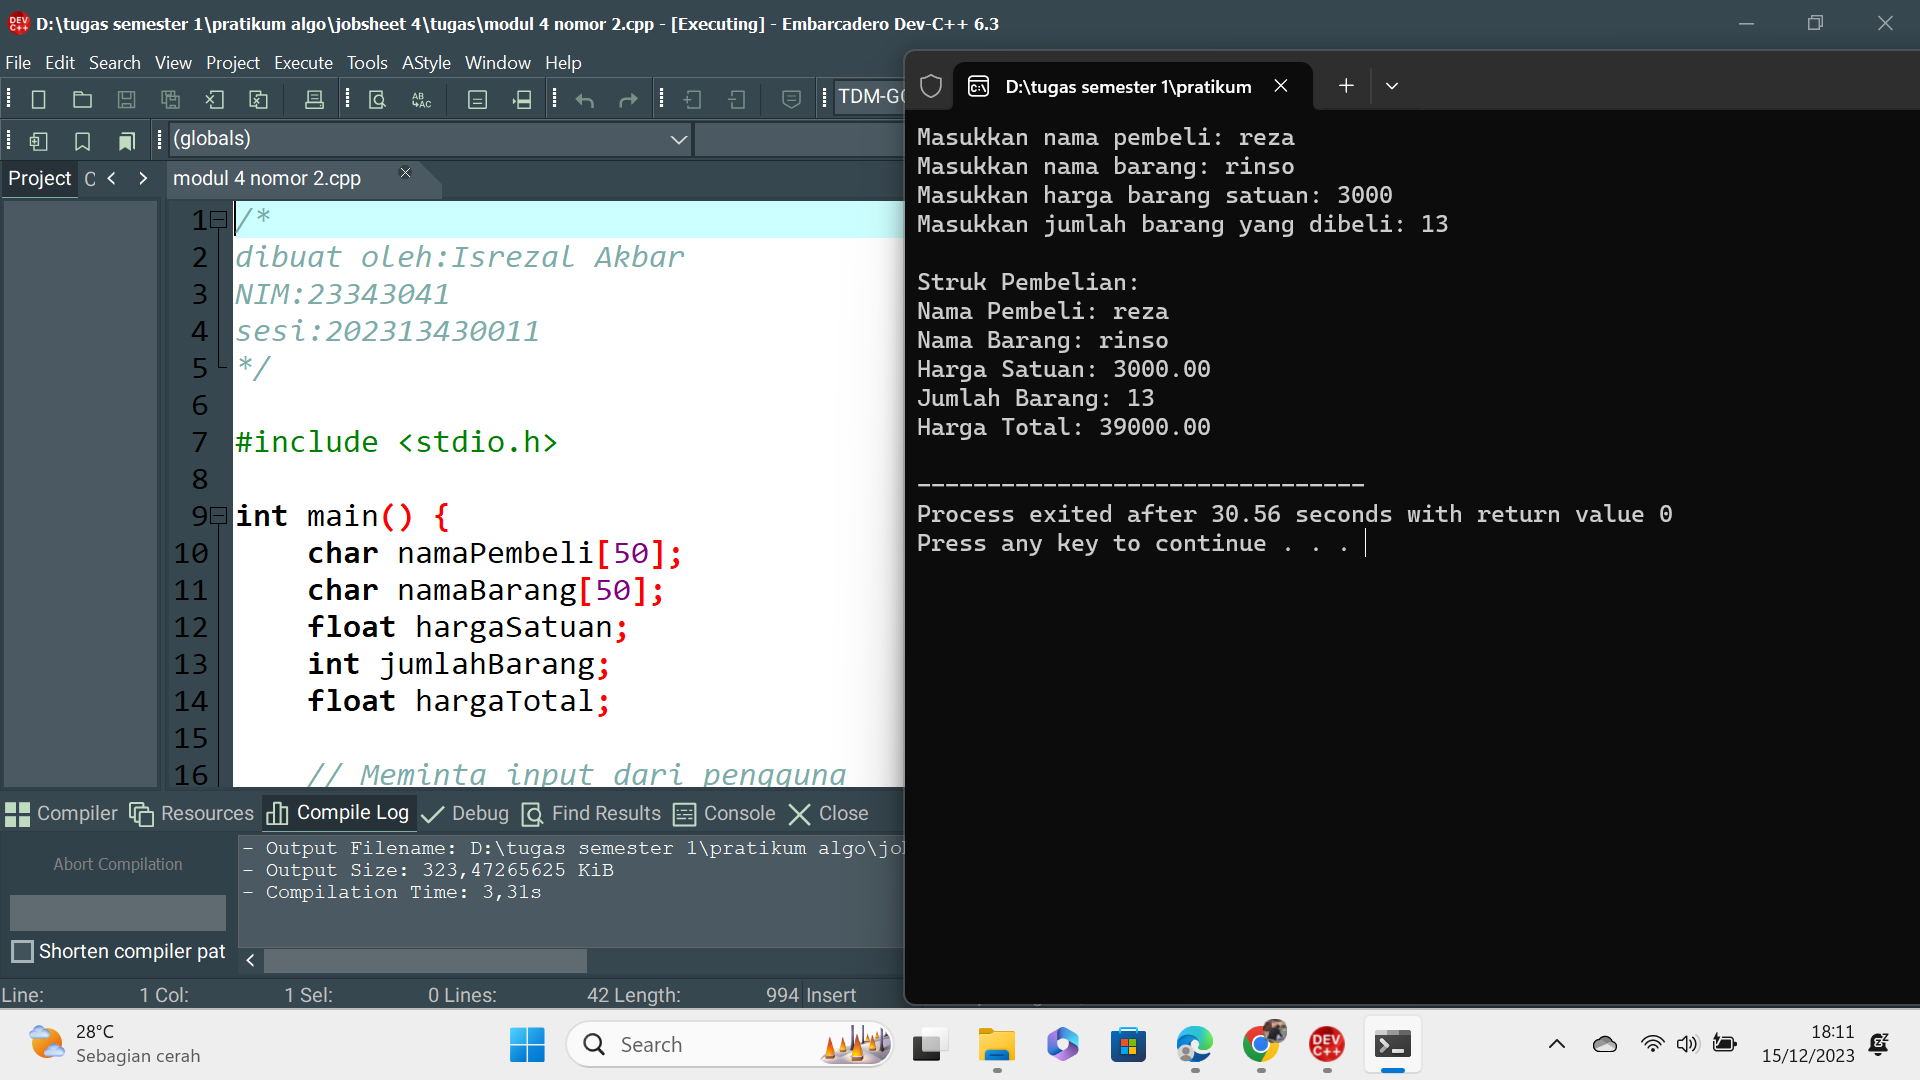 D:\tugas semester 1\pratikum algo\jobsheet 4\tugas\modul 4 nomor 2.cpp - [Executing] - Embarcadero Dev-C++ 6.3
File Edit Search View Project Execute Tools AStyle Window Help
TDM-GC
(globals)
Project
modul 4 nomor 2.cpp
1 /*
2 dibuat oleh:Isrezal Akbar
3 NIM:23343041
4 sesi:202313430011
5 */
6
7 #include <stdio.h>
8
9 int main() {
10 char namaPembeli[50];
11 char namaBarang[50];
12 float hargaSatuan;
13 int jumlahBarang;
14 float hargaTotal;
15
16 // Meminta input dari pengguna
Compiler Resources Compile Log Debug Find Results Console Close
Abort Compilation
Shorten compiler pat
- Output Filename: D:\tugas semester 1\pratikum algo\jo
- Output Size: 323,47265625 KiB
- Compilation Time: 3,31s
Line: 1 Col: 1 Sel: 0 Lines: 42 Length: 994 Insert
D:\tugas semester 1\pratikum
Masukkan nama pembeli: reza
Masukkan nama barang: rinso
Masukkan harga barang satuan: 3000
Masukkan jumlah barang yang dibeli: 13
Struk Pembelian:
Nama Pembeli: reza
Nama Barang: rinso
Harga Satuan: 3000.00
Jumlah Barang: 13
Harga Total: 39000.00
--------------------------------
Process exited after 30.56 seconds with return value 0
Press any key to continue . . .
28°C
Sebagian cerah
Search
DEV C++
18:11
15/12/2023